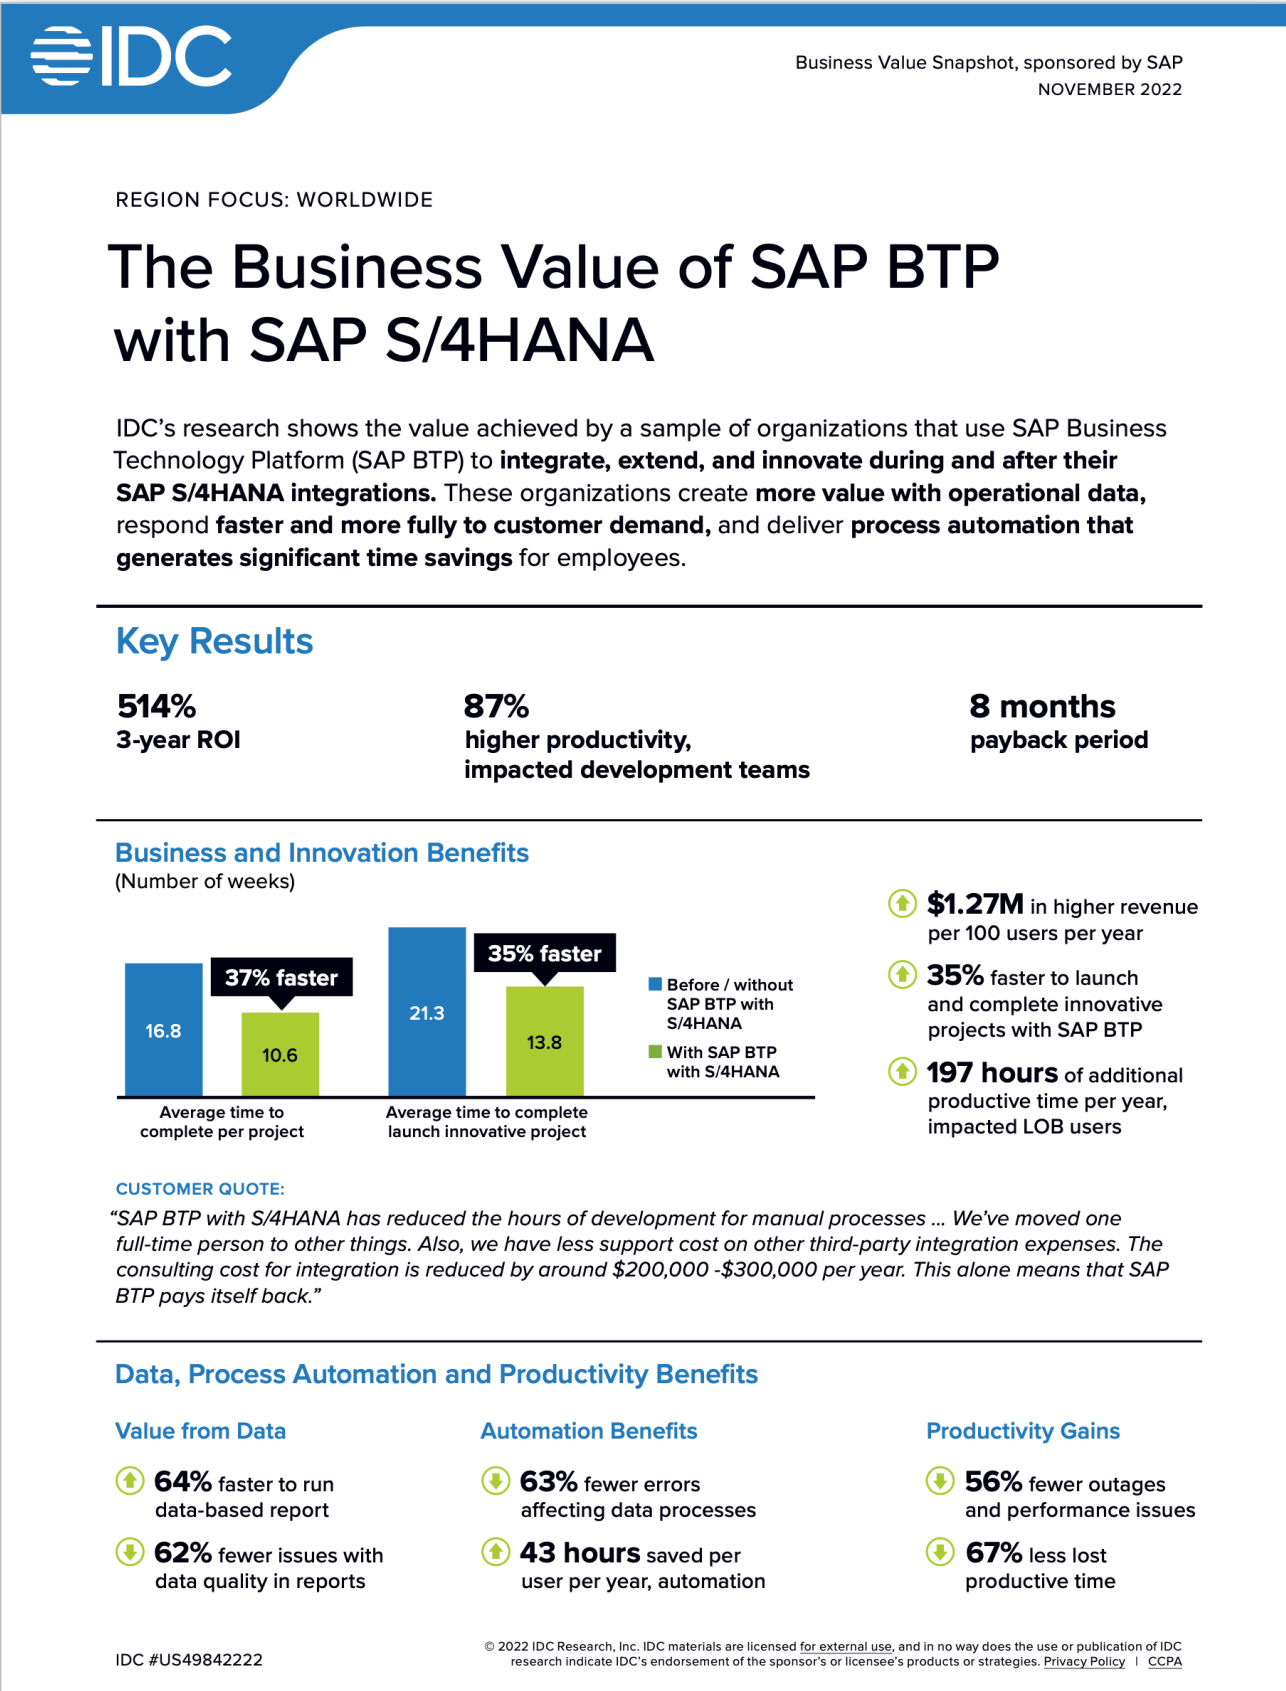 IDC
Business Value Snapshot, sponsored by SAP
NOVEMBER 2022
REGION FOCUS: WORLDWIDE
The Business Value of SAP BTP
with SAP S/4HANA
IDC’s research shows the value achieved by a sample of organizations that use SAP Business
Technology Platform (SAP BTP) to integrate, extend, and innovate during and after their
SAP S/4HANA integrations. These organizations create more value with operational data,
respond faster and more fully to customer demand, and deliver process automation that
generates significant time savings for employees.
Key Results
514%
3-year ROI
87%
higher productivity,
impacted development teams
8 months
payback period
Business and Innovation Benefits
(Number of weeks)
16.8
37% faster
10.6
21.3
35% faster
13.8
Average time to
complete per project
Average time to complete
launch innovative project
Before / without
SAP BTP with
S/4HANA
With SAP BTP
with S/4HANA
$1.27M in higher revenue
per 100 users per year
35% faster to launch
and complete innovative
projects with SAP BTP
197 hours of additional
productive time per year,
impacted LOB users
CUSTOMER QUOTE:
“SAP BTP with S/4HANA has reduced the hours of development for manual processes ... We’ve moved one
full-time person to other things. Also, we have less support cost on other third-party integration expenses. The
consulting cost for integration is reduced by around $200,000 -$300,000 per year. This alone means that SAP
BTP pays itself back.”
Data, Process Automation and Productivity Benefits
Value from Data
64% faster to run
data-based report
62% fewer issues with
data quality in reports
Automation Benefits
63% fewer errors
affecting data processes
43 hours saved per
user per year, automation
Productivity Gains
56% fewer outages
and performance issues
67% less lost
productive time
IDC #US49842222
© 2022 IDC Research, Inc. IDC materials are licensed for external use, and in no way does the use or publication of IDC
research indicate IDC’s endorsement of the sponsor’s or licensee’s products or strategies. Privacy Policy | CCPA